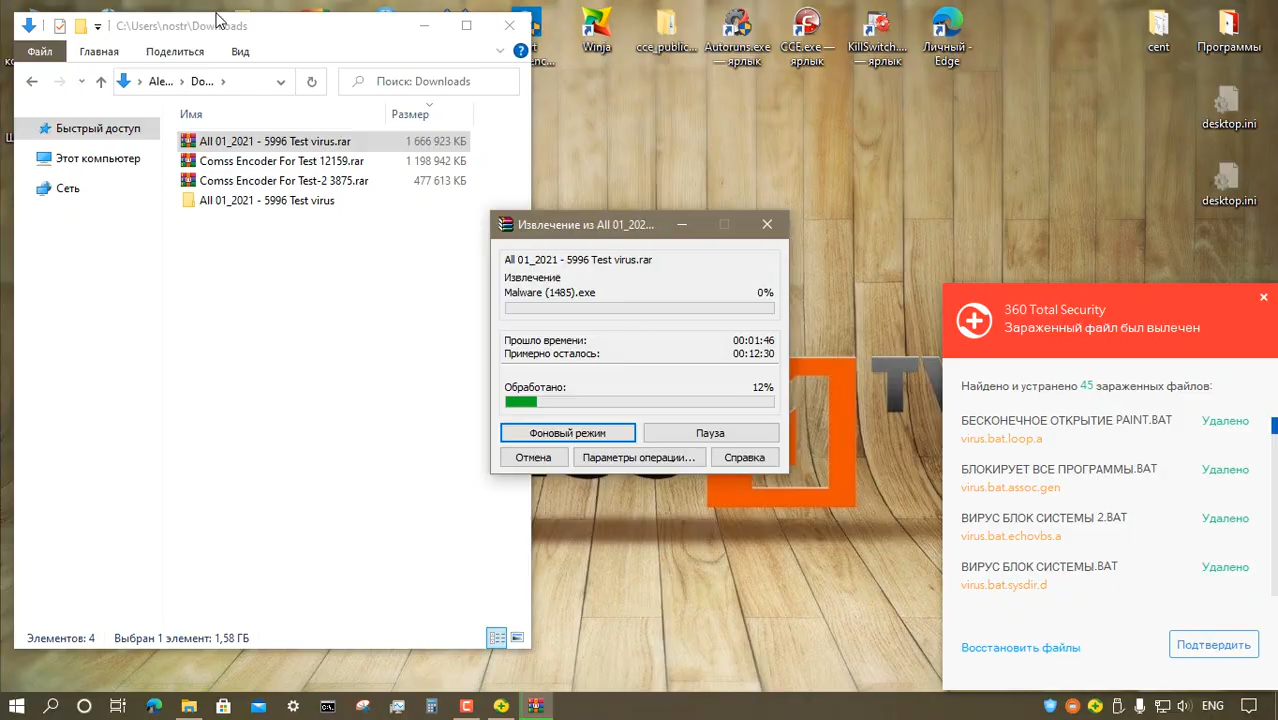 C:\Users\nostr\Downloads
Файл
Главная
Поделиться
Вид
Ale...
Do...
Поиск: Downloads
Имя
Размер
Быстрый доступ
Этот компьютер
Сеть
All 01_2021 - 5996 Test virus.rar
1 666 923 КБ
Comss Encoder For Test 12159.rar
1 198 942 КБ
Comss Encoder For Test-2 3875.rar
477 613 КБ
All 01_2021 - 5996 Test virus
Элементов: 4
Выбран 1 элемент: 1,58 ГБ
Winja
cce_public...
Autoruns.exe
— ярлык
CCE.exe —
ярлык
KillSwitch....
— ярлык
Личный -
Edge
cent
Программы
desktop.ini
desktop.ini
Извлечение из All 01_202...
All 01_2021 - 5996 Test virus.rar
Извлечение
Malware (1485).exe
0%
Прошло времени:
00:01:46
Примерно осталось:
00:12:30
Обработано:
12%
Фоновый режим
Пауза
Отмена
Параметры операции...
Справка
360 Total Security
Зараженный файл был вылечен
Найдено и устранено 45 зараженных файлов:
БЕСКОНЕЧНОЕ ОТКРЫТИЕ PAINT.BAT
Удалено
virus.bat.loop.a
БЛОКИРУЕТ ВСЕ ПРОГРАММЫ.BAT
Удалено
virus.bat.assoc.gen
ВИРУС БЛОК СИСТЕМЫ 2.BAT
Удалено
virus.bat.echovbs.a
ВИРУС БЛОК СИСТЕМЫ.BAT
Удалено
virus.bat.sysdir.d
Восстановить файлы
Подтвердить
ENG